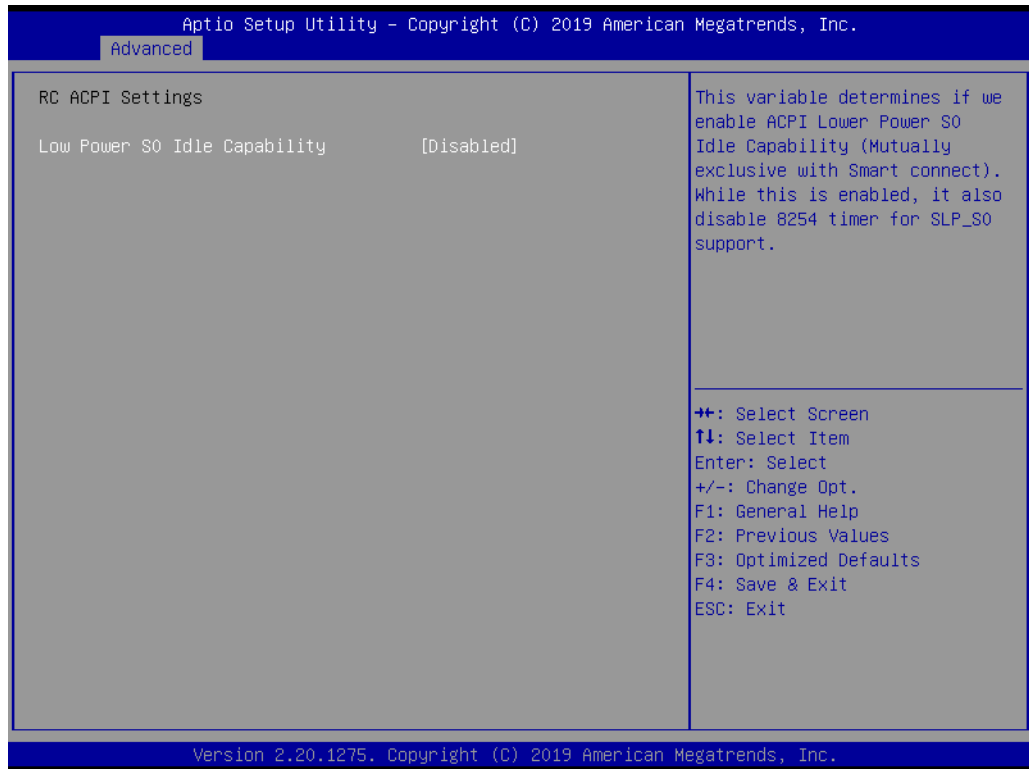 Aptio Setup Utility – Copyright (C) 2019 American Megatrends, Inc.
Advanced
RC ACPI Settings
Low Power S0 Idle Capability [Disabled]
This variable determines if we
enable ACPI Lower Power S0
Idle Capability (Mutually
exclusive with Smart connect).
While this is enabled, it also
disable 8254 timer for SLP_S0
support.
→←: Select Screen
↑↓: Select Item
Enter: Select
+/-: Change Opt.
F1: General Help
F2: Previous Values
F3: Optimized Defaults
F4: Save & Exit
ESC: Exit
Version 2.20.1275. Copyright (C) 2019 American Megatrends, Inc.